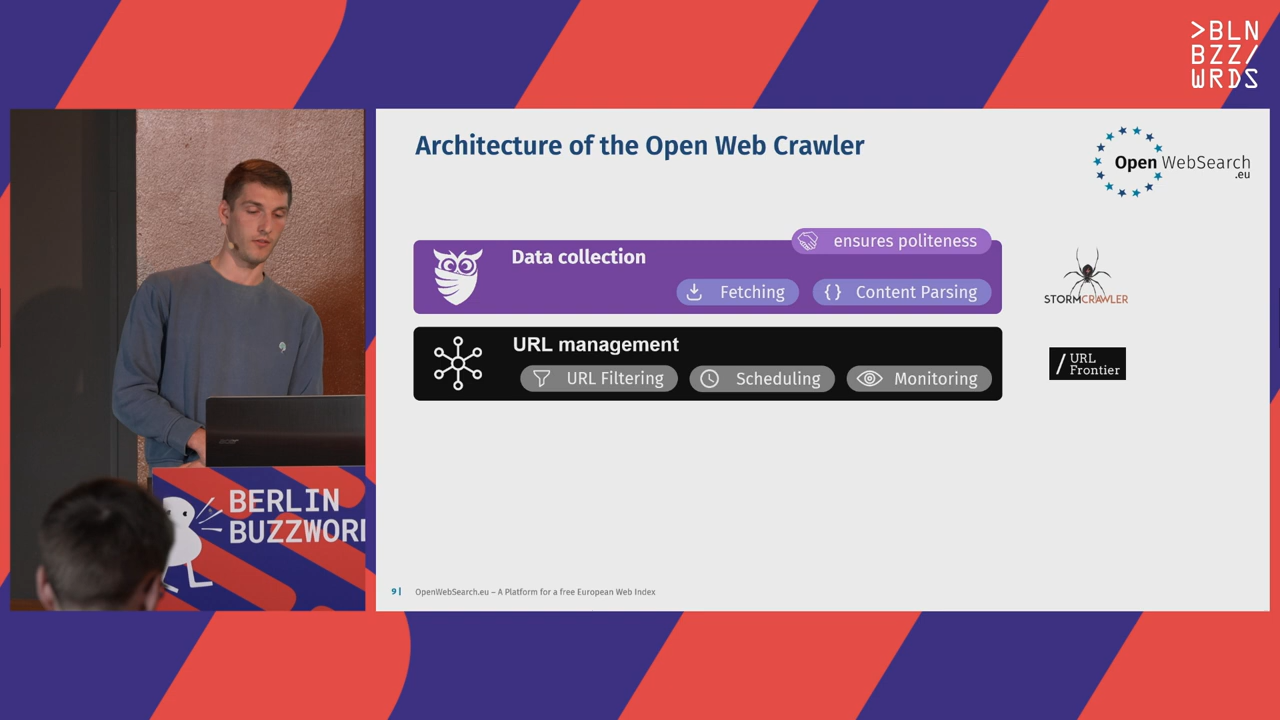 >BLN
BZZ/
WRDS
Architecture of the Open Web Crawler
Open WebSearch
.eu
ensures politeness
Data collection
Fetching
{ } Content Parsing
STORMCRAWLER
URL management
URL Filtering
Scheduling
Monitoring
/ URL
Frontier
BERLIN
BUZZWOR
9 | OpenWebSearch.eu – A Platform for a free European Web Index